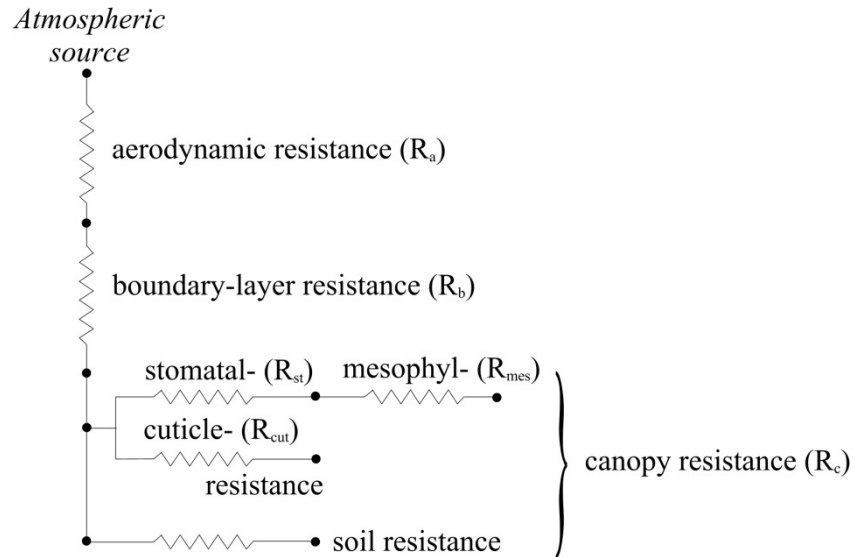 Atmospheric
source
aerodynamic resistance (Ra)
boundary-layer resistance (Rb)
stomatal- (Rst) mesophyl- (Rmes)
cuticle- (Rcut)
resistance
canopy resistance (Rc)
soil resistance